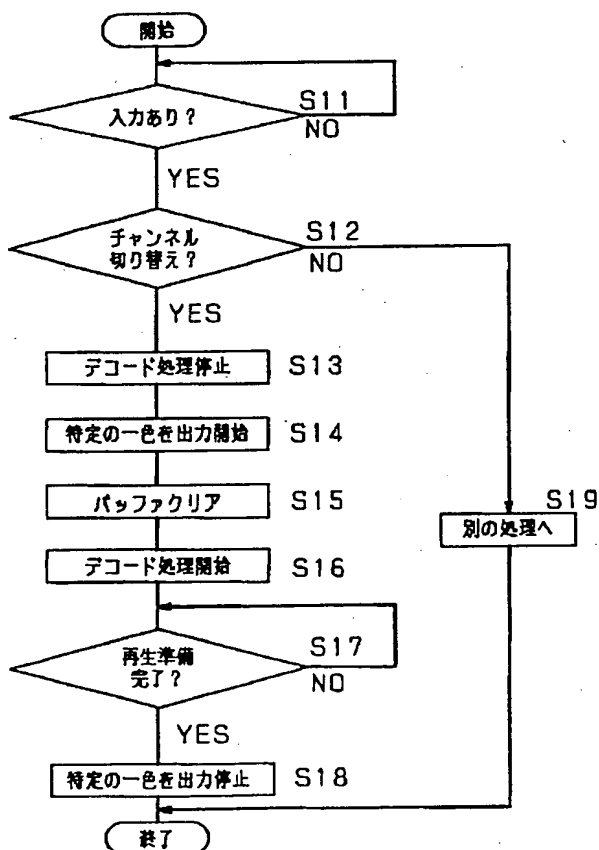 開始
入力あり?
S11
NO
YES
チャンネル
切り替え?
S12
NO
YES
デコード処理停止
S13
特定の一色を出力開始
S14
バッファクリア
S15
デコード処理開始
S16
S19
別の処理へ
再生準備
完了?
S17
NO
YES
特定の一色を出力停止
S18
終了